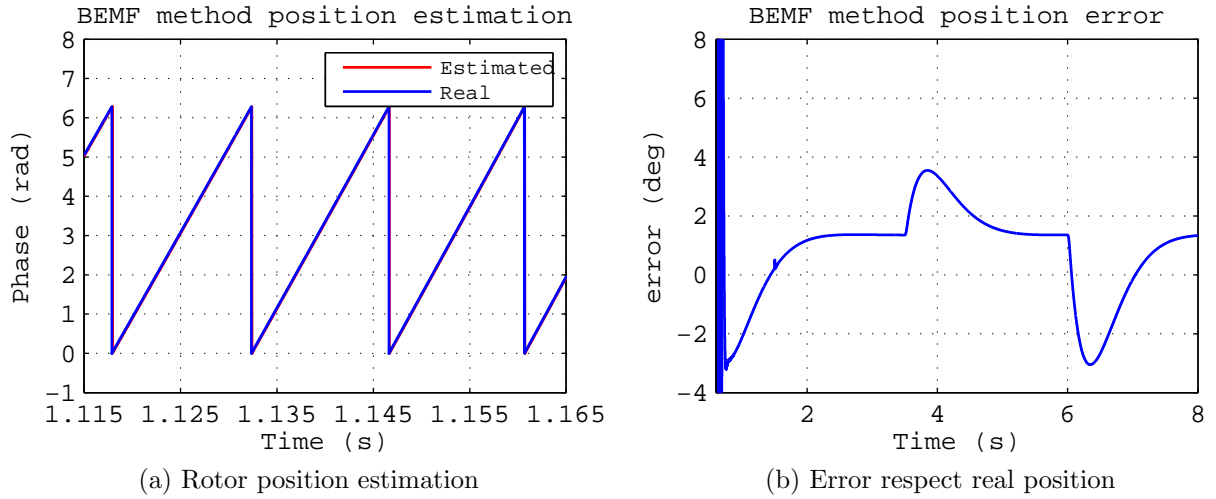 BEMF method position estimation
8
7
6
5
4
3
2
1
0
−1
Phase (rad)
Estimated
Real
1.115 1.125 1.135 1.145 1.155 1.165
Time (s)
(a) Rotor position estimation
BEMF method position error
8
6
4
2
0
−2
−4
error (deg)
2 4 6 8
Time (s)
(b) Error respect real position